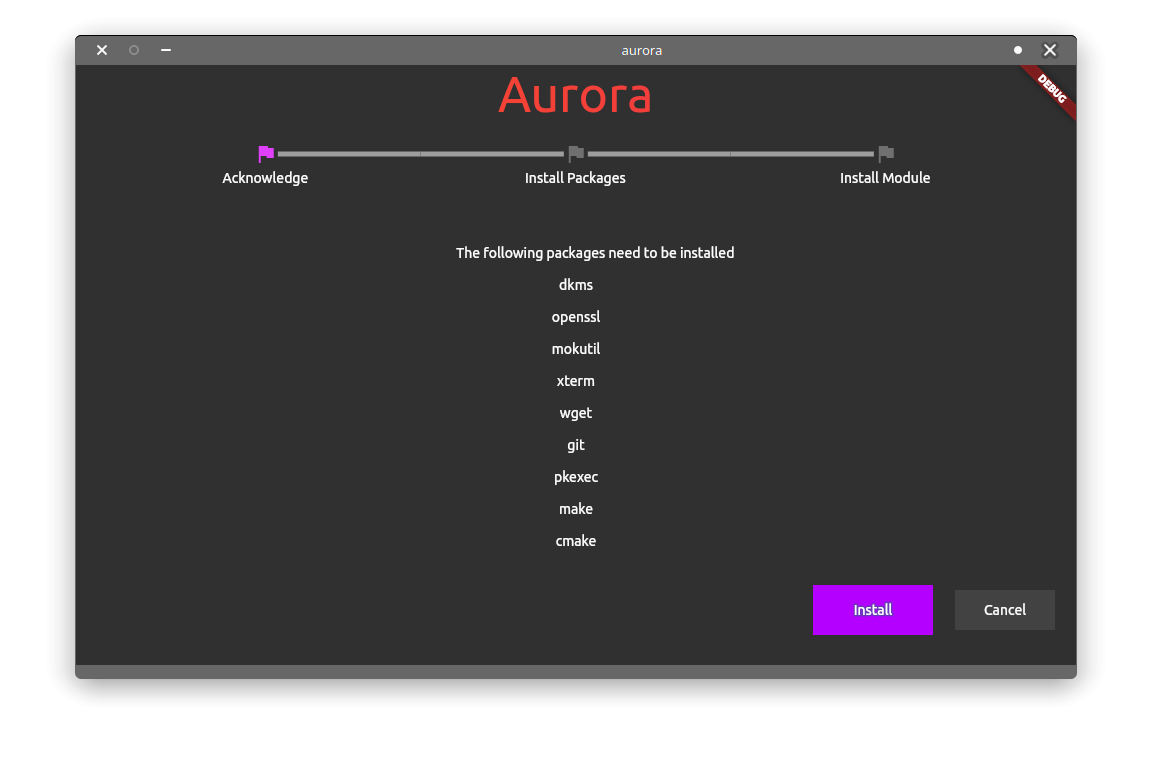 aurora
DEBUG
Aurora
Acknowledge
Install Packages
Install Module
The following packages need to be installed
dkms
openssl
mokutil
xterm
wget
git
pkexec
make
cmake
Install
Cancel